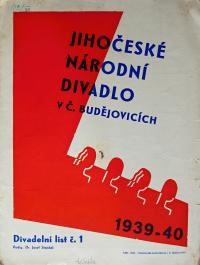 JIHOČESKÉ
NÁRODNÍ
DIVADLO
V Č. BUDĚJOVICÍCH
1939-40
Divadelní list č. 1